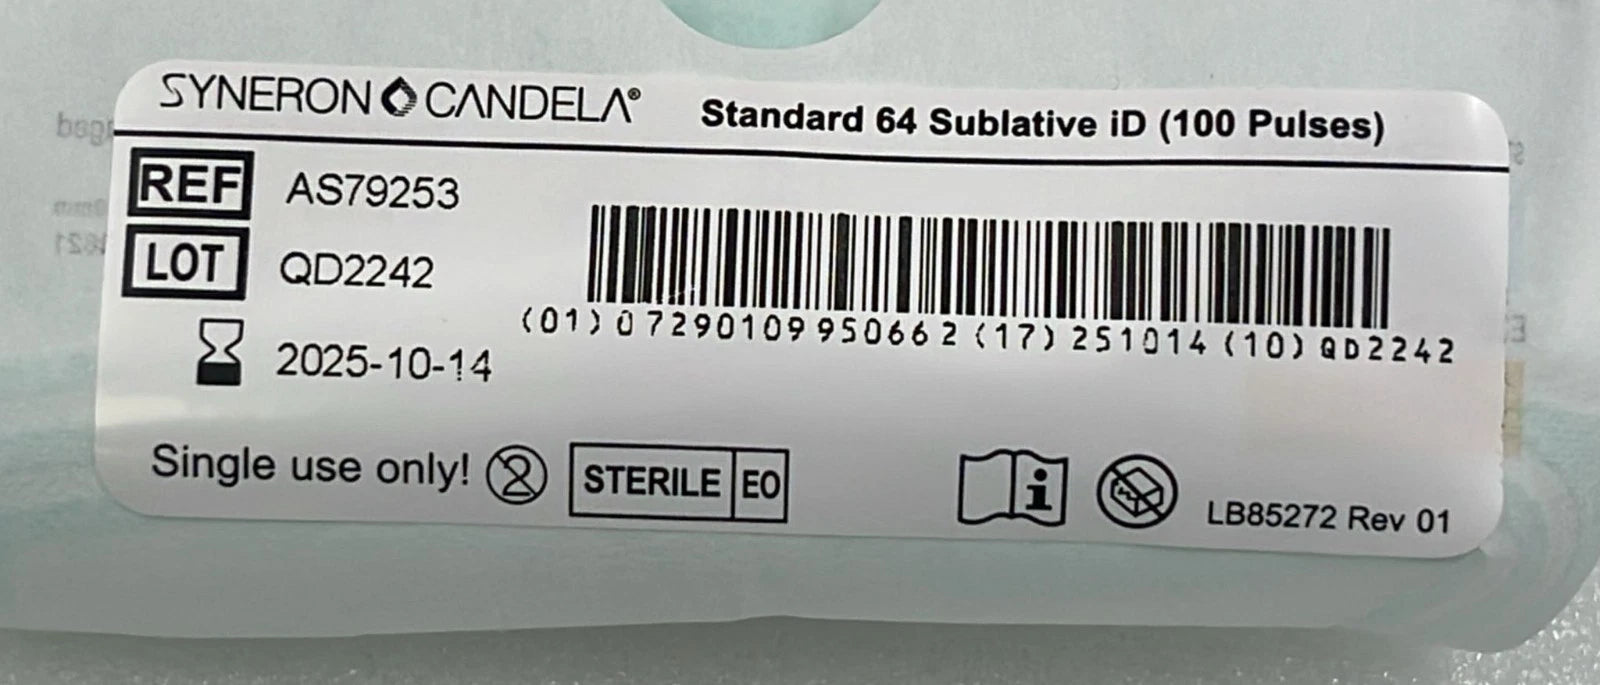 SYNERON CANDELA®
Standard 64 Sublative iD (100 Pulses)
REF AS79253
LOT QD2242
(01)07290109950662(17)251014(10)QD2242
2025-10-14
Single use only! 2 STERILE EO
i
LB85272 Rev 01